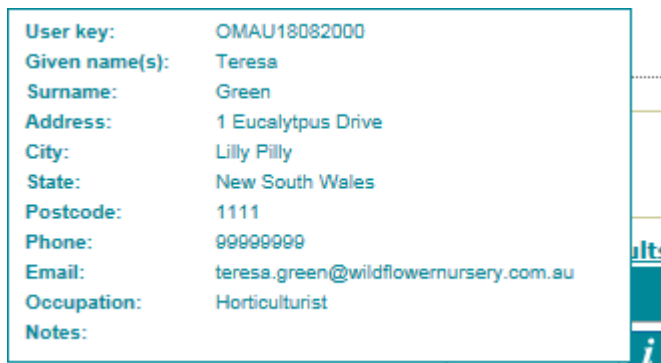 User key: OMAU18082000
Given name(s): Teresa
Surname: Green
Address: 1 Eucalytpus Drive
City: Lilly Pilly
State: New South Wales
Postcode: 1111
Phone: 99999999
Email: teresa.green@wildflowernursery.com.au
Occupation: Horticulturist
Notes:
i